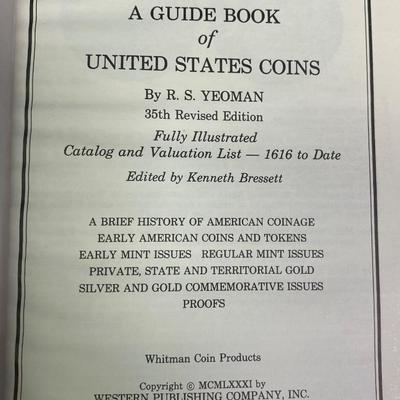 A GUIDE BOOK
of
UNITED STATES COINS
By R. S. YEOMAN
35th Revised Edition
Fully Illustrated
Catalog and Valuation List — 1616 to Date
Edited by Kenneth Bressett
A BRIEF HISTORY OF AMERICAN COINAGE
EARLY AMERICAN COINS AND TOKENS
EARLY MINT ISSUES REGULAR MINT ISSUES
PRIVATE, STATE AND TERRITORIAL GOLD
SILVER AND GOLD COMMEMORATIVE ISSUES
PROOFS
Whitman Coin Products
Copyright © MCMLXXXI by
WESTERN PUBLISHING COMPANY, INC.